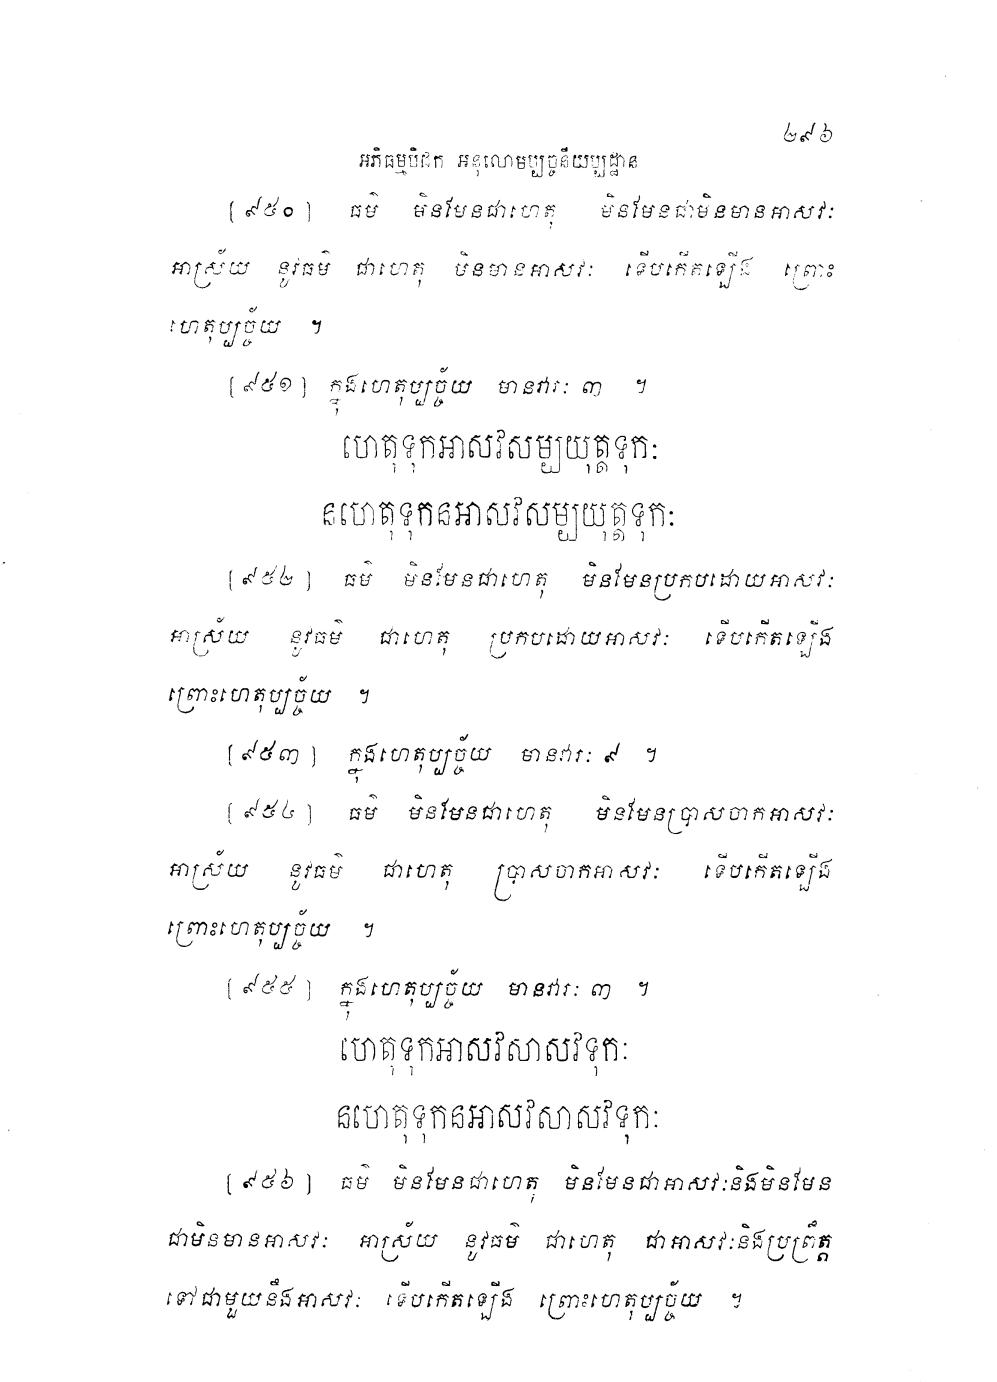 ២៩៦
អភិធម្មបិដក អនុលោមប្បច្ចនីយប្បដ្ឋាន
[៩៥០] ធម៌ មិនមែនជាហេតុ មិនមែនជាមិនមានអាសវៈ
អាស្រ័យ នូវធម៌ ជាហេតុ មិនមានអាសវៈ ទើបកើតឡើង ព្រោះ
ហេតុប្បច្ច័យ ។
[៩៥១] ក្នុងហេតុប្បច្ច័យ មានវារៈ ៣ ។
ហេតុទុកអាសវសម្បយុត្តទុកៈ
នហេតុទុកនអាសវសម្បយុត្តទុកៈ
[៩៥២] ធម៌ មិនមែនជាហេតុ មិនមែនប្រកបដោយអាសវៈ
អាស្រ័យ នូវធម៌ ជាហេតុ ប្រកបដោយអាសវៈ ទើបកើតឡើង
ព្រោះហេតុប្បច្ច័យ ។
[៩៥៣] ក្នុងហេតុប្បច្ច័យ មានវារៈ ៩ ។
[៩៥៤] ធម៌ មិនមែនជាហេតុ មិនមែនប្រាសចាកអាសវៈ
អាស្រ័យ នូវធម៌ ជាហេតុ ប្រាសចាកអាសវៈ ទើបកើតឡើង
ព្រោះហេតុប្បច្ច័យ ។
[៩៥៥] ក្នុងហេតុប្បច្ច័យ មានវារៈ ៣ ។
ហេតុទុកអាសវសាសវទុកៈ
នហេតុទុកនអាសវសាសវទុកៈ
[៩៥៦] ធម៌ មិនមែនជាហេតុ មិនមែនជាអាសវៈនិងមិនមែន
ជាមិនមានអាសវៈ អាស្រ័យ នូវធម៌ ជាហេតុ ជាអាសវៈនិងប្រព្រឹត្ត
ទៅជាមួយនឹងអាសវៈ ទើបកើតឡើង ព្រោះហេតុប្បច្ច័យ ។